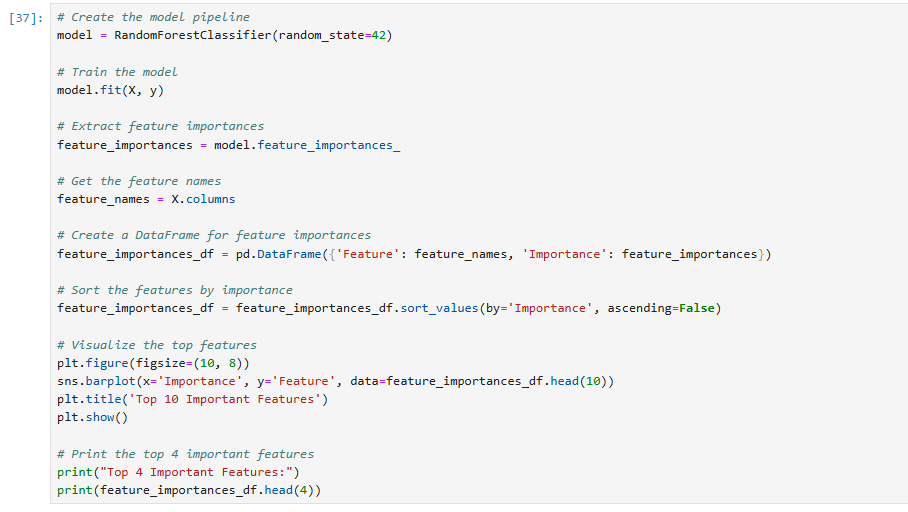 [37]: # Create the model pipeline
model = RandomForestClassifier(random_state=42)
# Train the model
model.fit(X, y)
# Extract feature importances
feature_importances = model.feature_importances_
# Get the feature names
feature_names = X.columns
# Create a DataFrame for feature importances
feature_importances_df = pd.DataFrame({'Feature': feature_names, 'Importance': feature_importances})
# Sort the features by importance
feature_importances_df = feature_importances_df.sort_values(by='Importance', ascending=False)
# Visualize the top features
plt.figure(figsize=(10, 8))
sns.barplot(x='Importance', y='Feature', data=feature_importances_df.head(10))
plt.title('Top 10 Important Features')
plt.show()
# Print the top 4 important features
print("Top 4 Important Features:")
print(feature_importances_df.head(4))